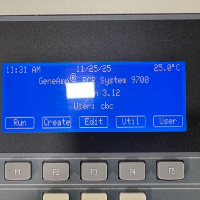 11:31 AM 11/25/25 25.0°C
GeneAmp® PCR System 9700
3.12
User: cbc
Run Create Edit Util User
F1 F2 F3 F4 F5